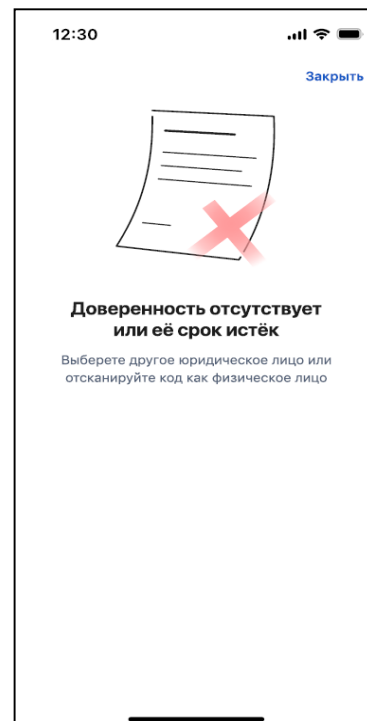 12:30
Закрыть
Доверенность отсутствует
или её срок истёк
Выберете другое юридическое лицо или
отсканируйте код как физическое лицо